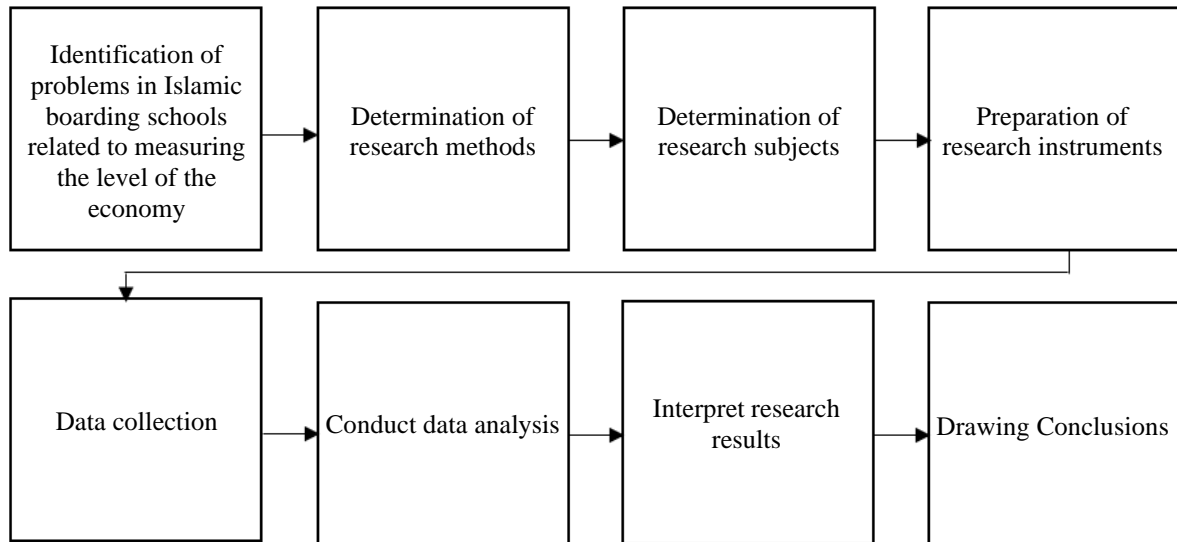 Identification of
problems in Islamic
boarding schools
related to measuring
the level of the
economy
Determination of
research methods
Determination of
research subjects
Preparation of
research instruments
Data collection
Conduct data analysis
Interpret research
results
Drawing Conclusions